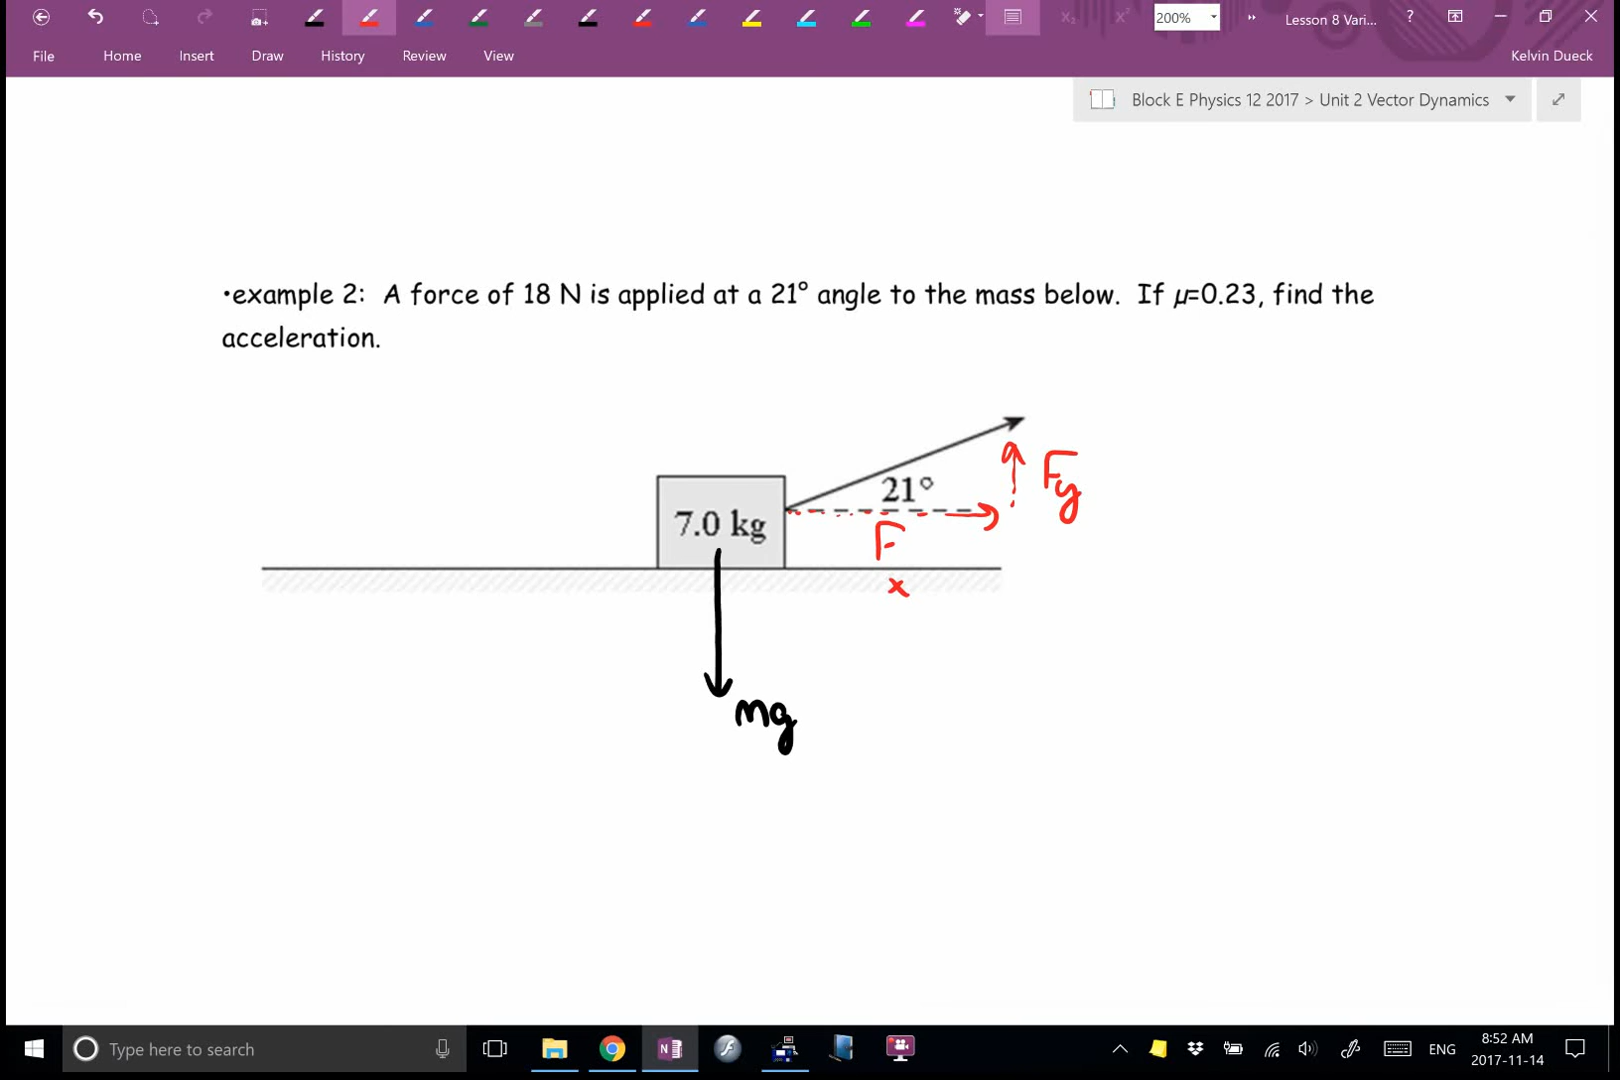 200%
Lesson 8 Vari...
?
File Home Insert Draw History Review View
Kelvin Dueck
Block E Physics 12 2017 > Unit 2 Vector Dynamics
•example 2: A force of 18 N is applied at a 21° angle to the mass below. If μ=0.23, find the
acceleration.
21°
Fy
7.0 kg
F
x
mg
Type here to search
ENG
8:52 AM
2017-11-14